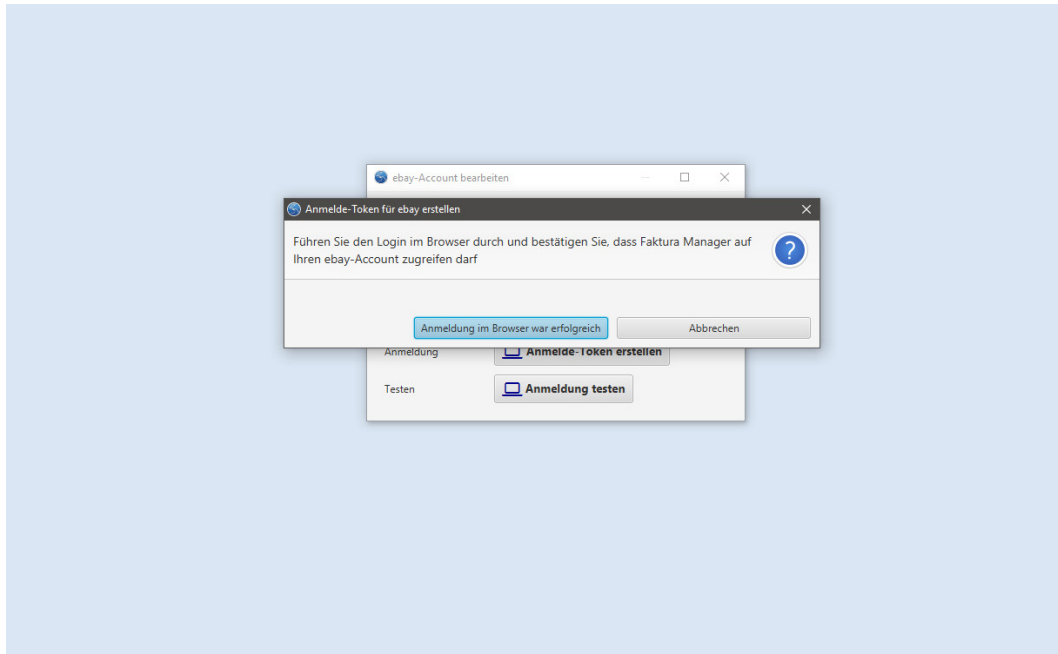 ebay-Account bearbeiten
Anmelde-Token für ebay erstellen
Führen Sie den Login im Browser durch und bestätigen Sie, dass Faktura Manager auf
Ihren ebay-Account zugreifen darf
?
Anmeldung im Browser war erfolgreich Abbrechen
Anmeldung Anmelde-Token erstellen
Testen Anmeldung testen